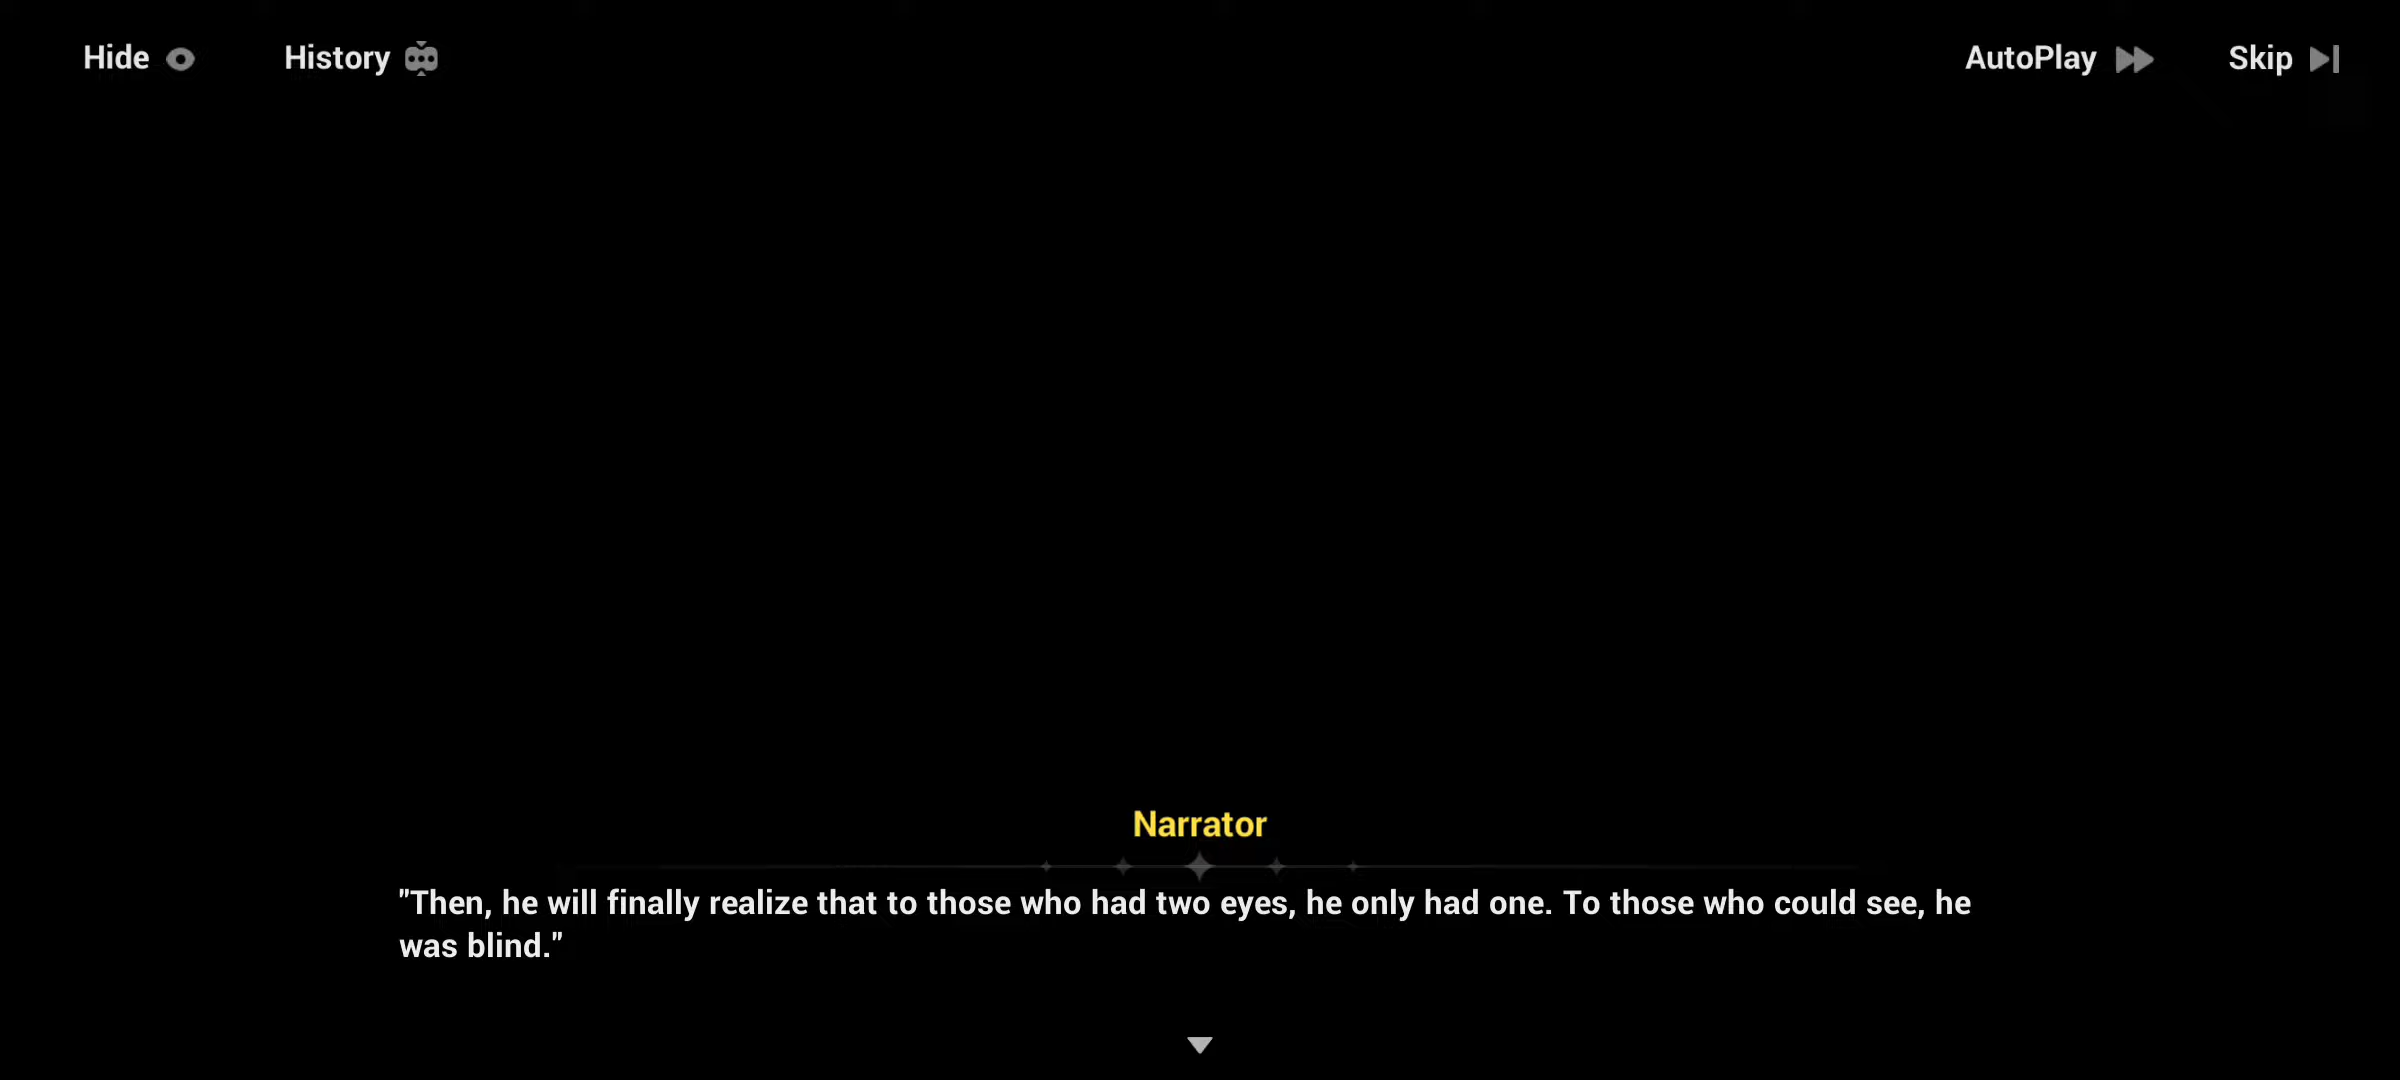 Hide
History
AutoPlay
Skip
Narrator
"Then, he will finally realize that to those who had two eyes, he only had one. To those who could see, he
was blind."